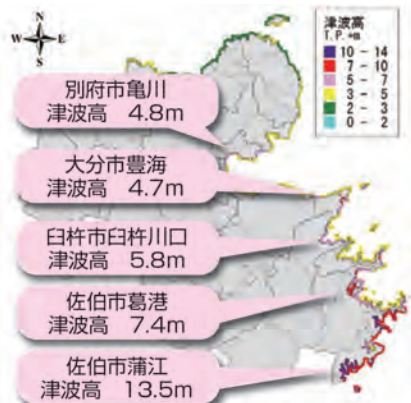 N
W E
S
津波高
T.P. +m
10 - 14
7 - 10
5 - 7
3 - 5
2 - 3
0 - 2
別府市亀川
津波高 4.8m
大分市豊海
津波高 4.7m
臼杵市臼杵川口
津波高 5.8m
佐伯市葛港
津波高 7.4m
佐伯市蒲江
津波高 13.5m